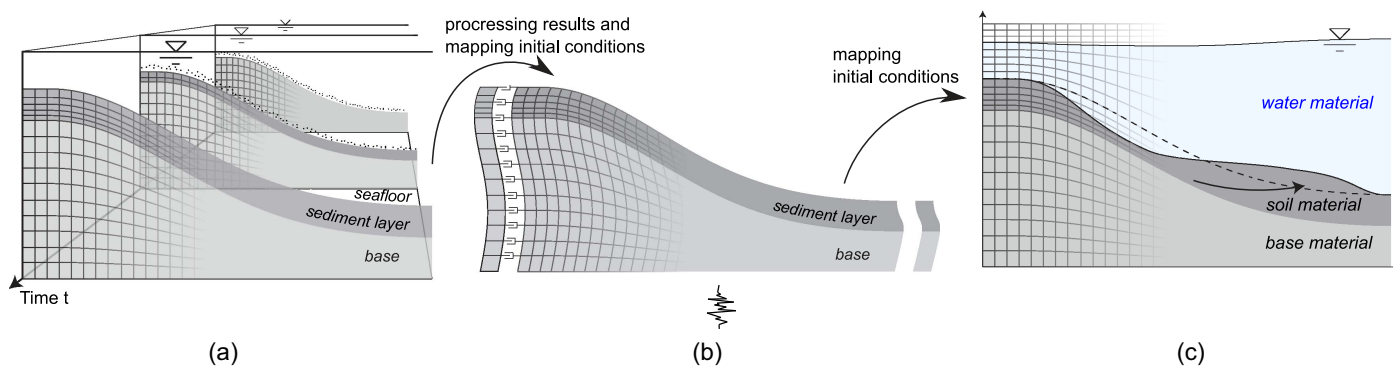 procressing results and
mapping initial conditions
mapping
initial conditions
water material
seafloor
sediment layer
base
Time t
sediment layer
base
soil material
base material
(a)
(b)
(c)